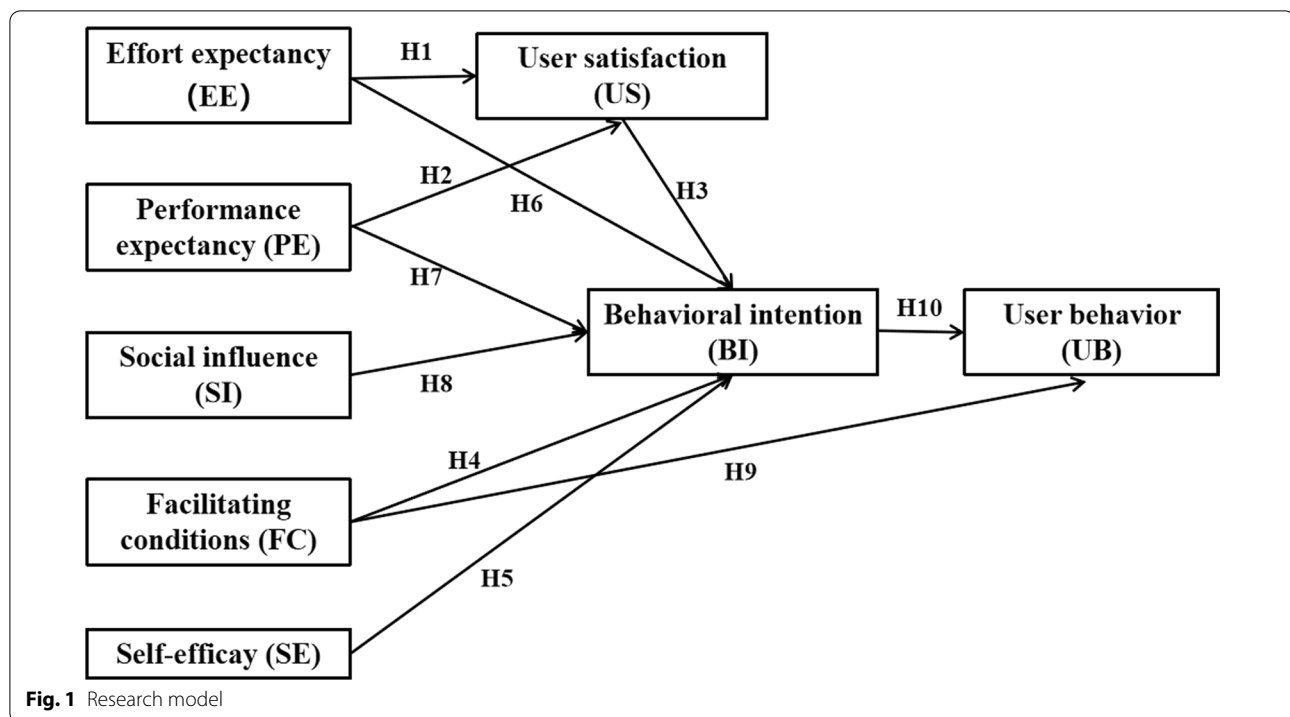 Effort expectancy
(EE)
H1
User satisfaction
(US)
H2
H6
H3
Performance
expectancy (PE)
H7
Behavioral intention
(BI)
H10
User behavior
(UB)
Social influence
(SI)
H8
H4
H9
Facilitating
conditions (FC)
H5
Self-efficay (SE)
Fig. 1 Research model